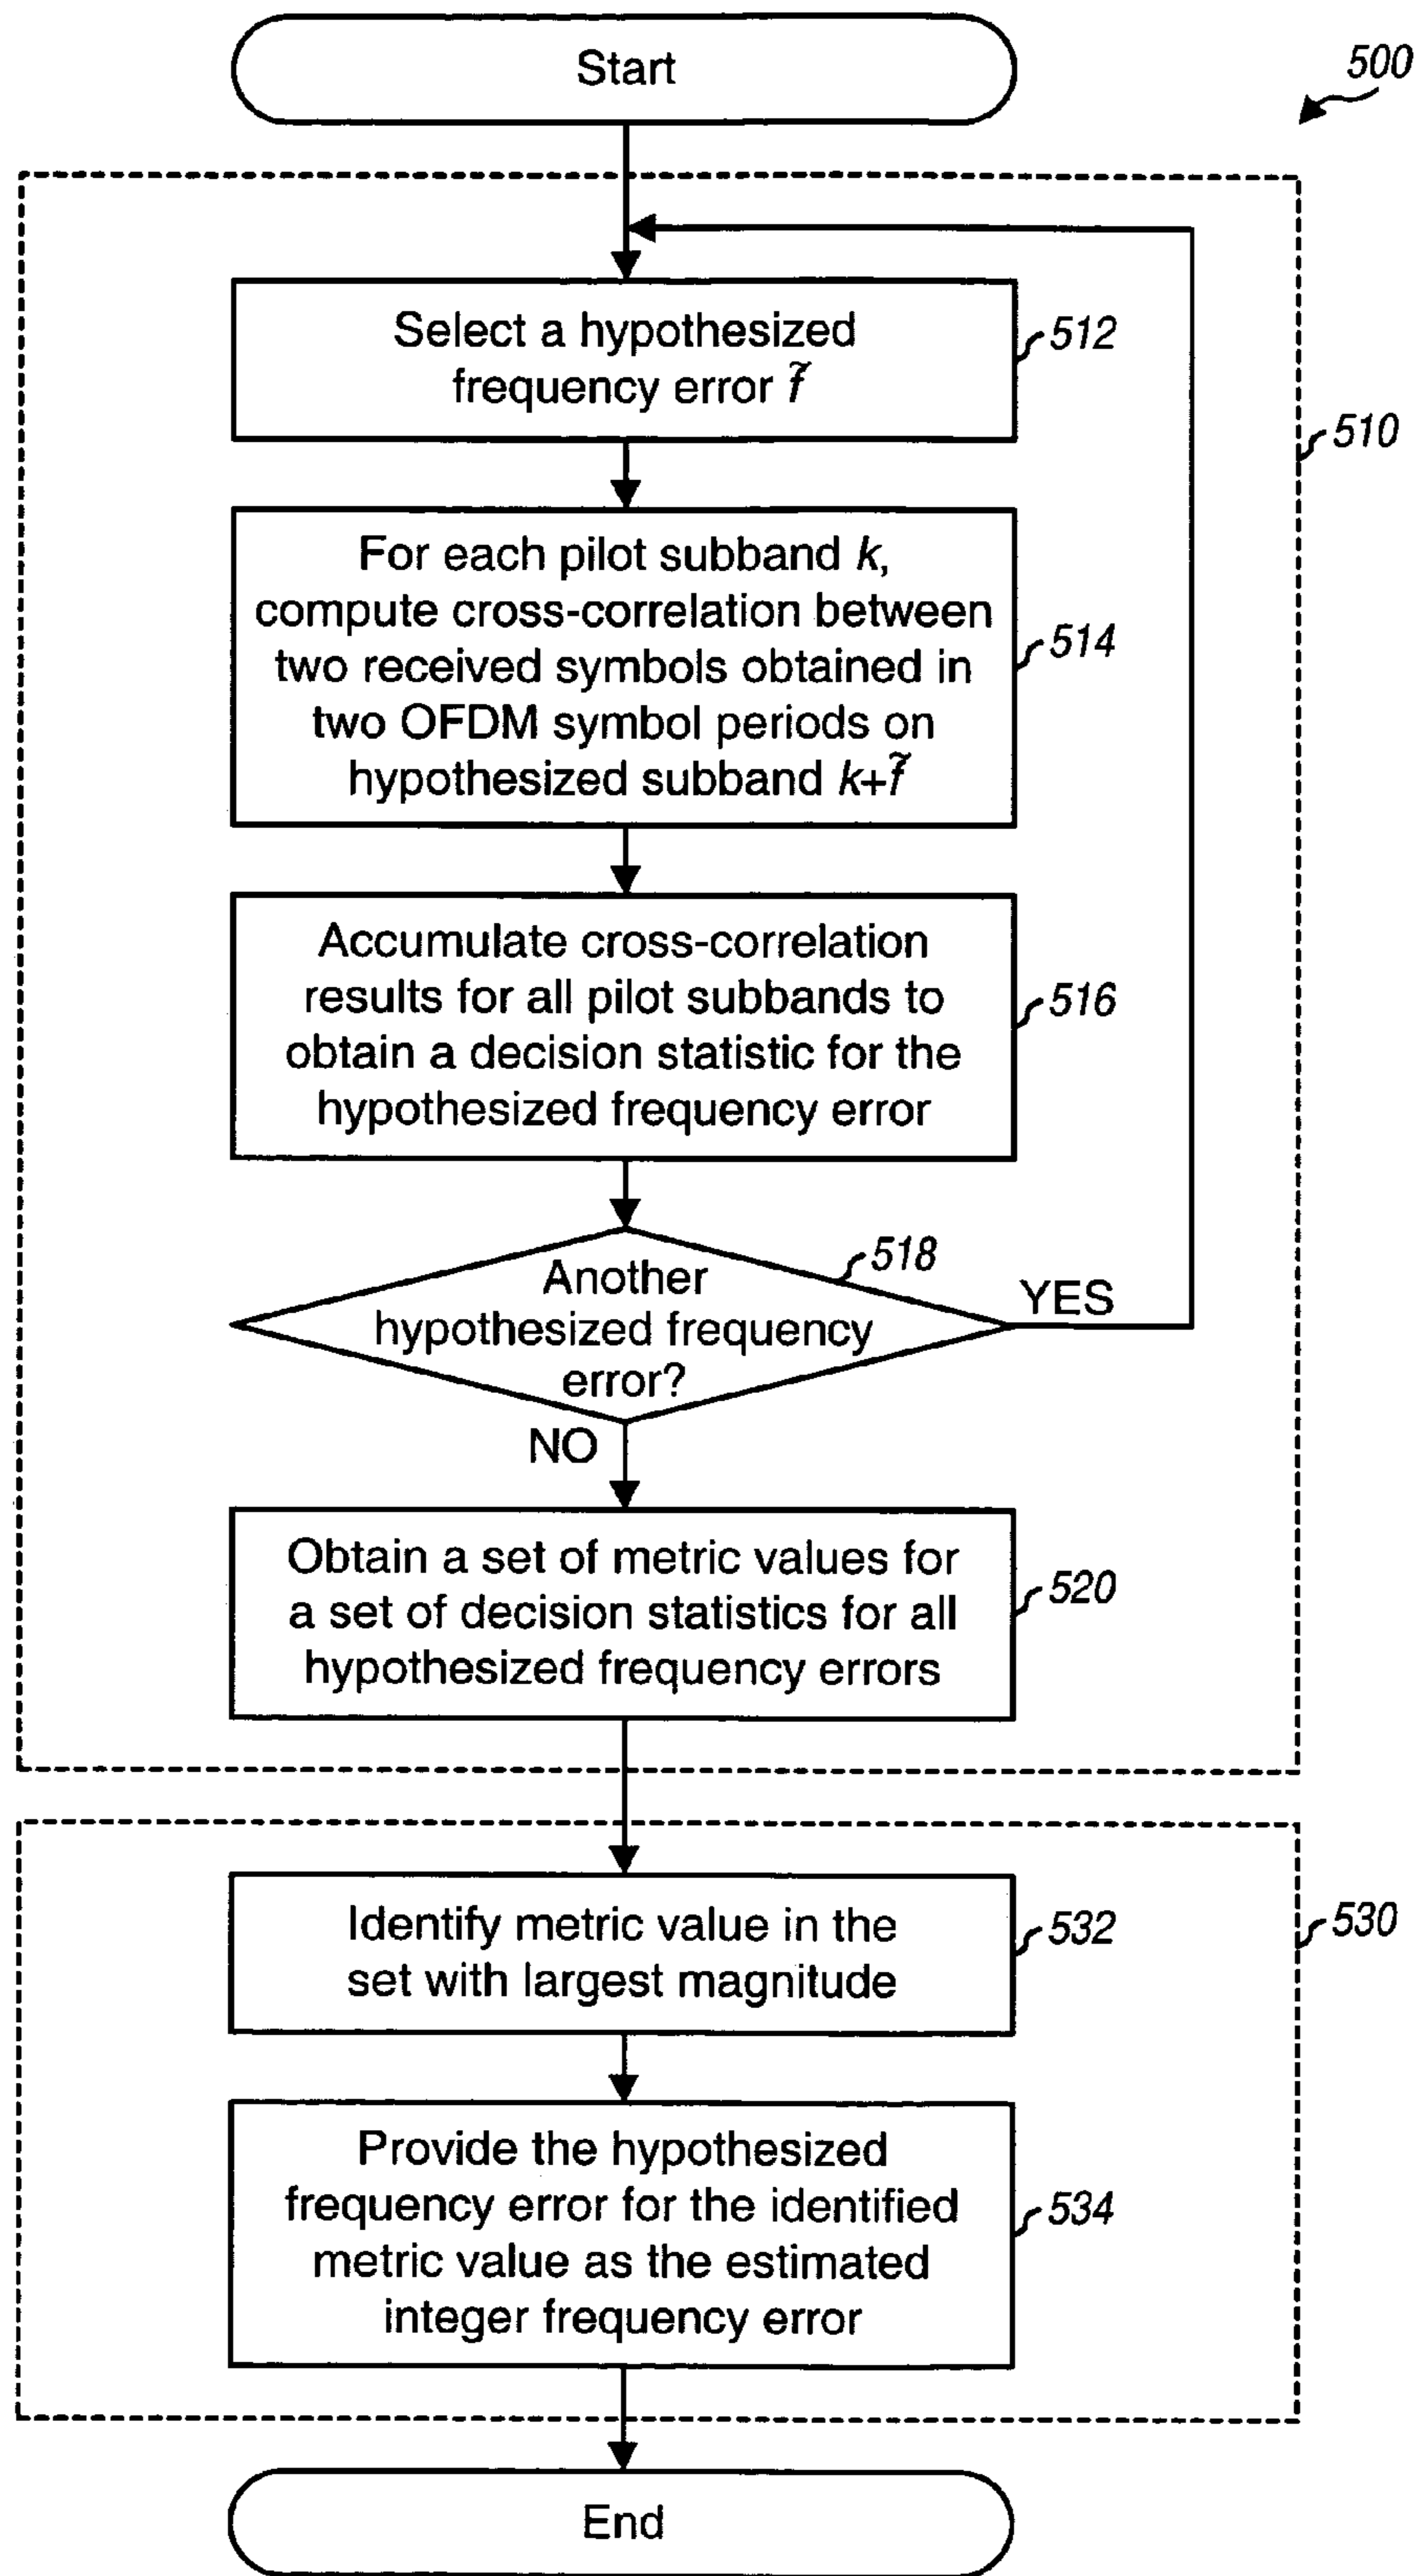 Start
500
Select a hypothesized
frequency error f̃
512
510
For each pilot subband k,
compute cross-correlation between
two received symbols obtained in
two OFDM symbol periods on
hypothesized subband k+f̃
514
Accumulate cross-correlation
results for all pilot subbands to
obtain a decision statistic for the
hypothesized frequency error
516
518
Another
hypothesized frequency
error?
YES
NO
Obtain a set of metric values for
a set of decision statistics for all
hypothesized frequency errors
520
Identify metric value in the
set with largest magnitude
532
530
Provide the hypothesized
frequency error for the identified
metric value as the estimated
integer frequency error
534
End